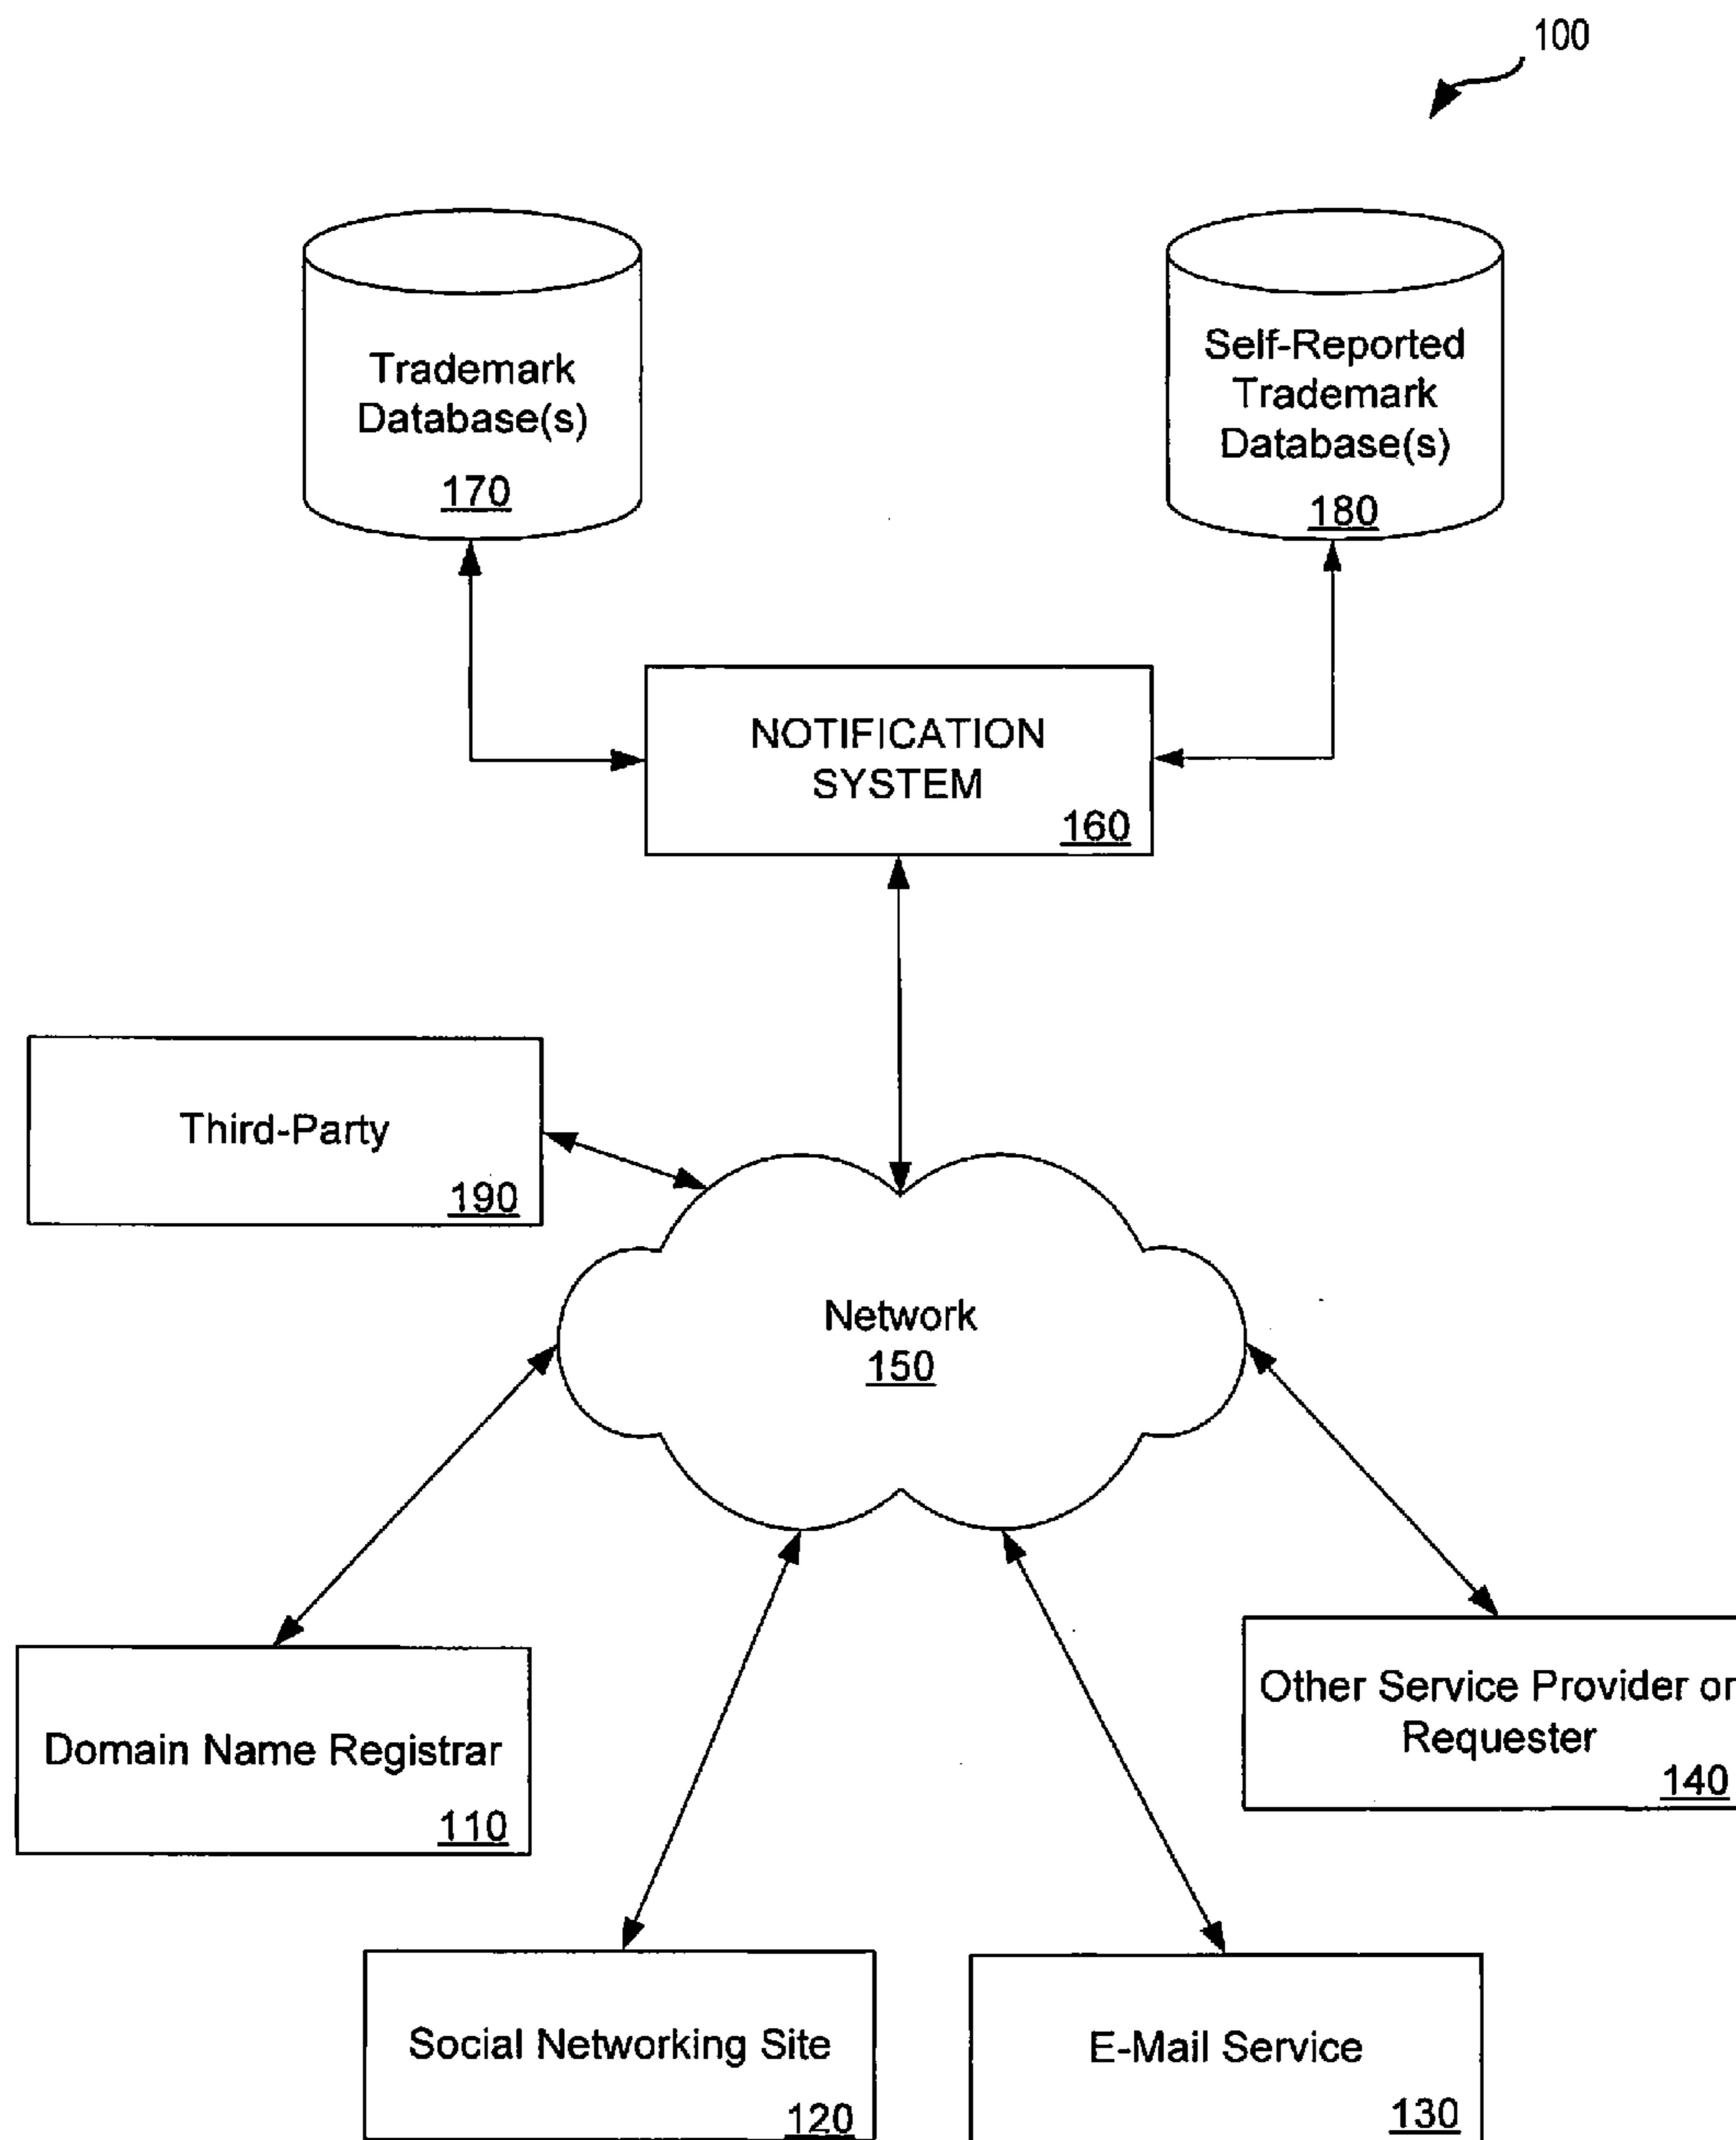 100
Trademark
Database(s)
170
Self-Reported
Trademark
Database(s)
180
NOTIFICATION
SYSTEM
160
Third-Party
190
Network
150
Domain Name Registrar
110
Other Service Provider or
Requester
140
Social Networking Site
120
E-Mail Service
130